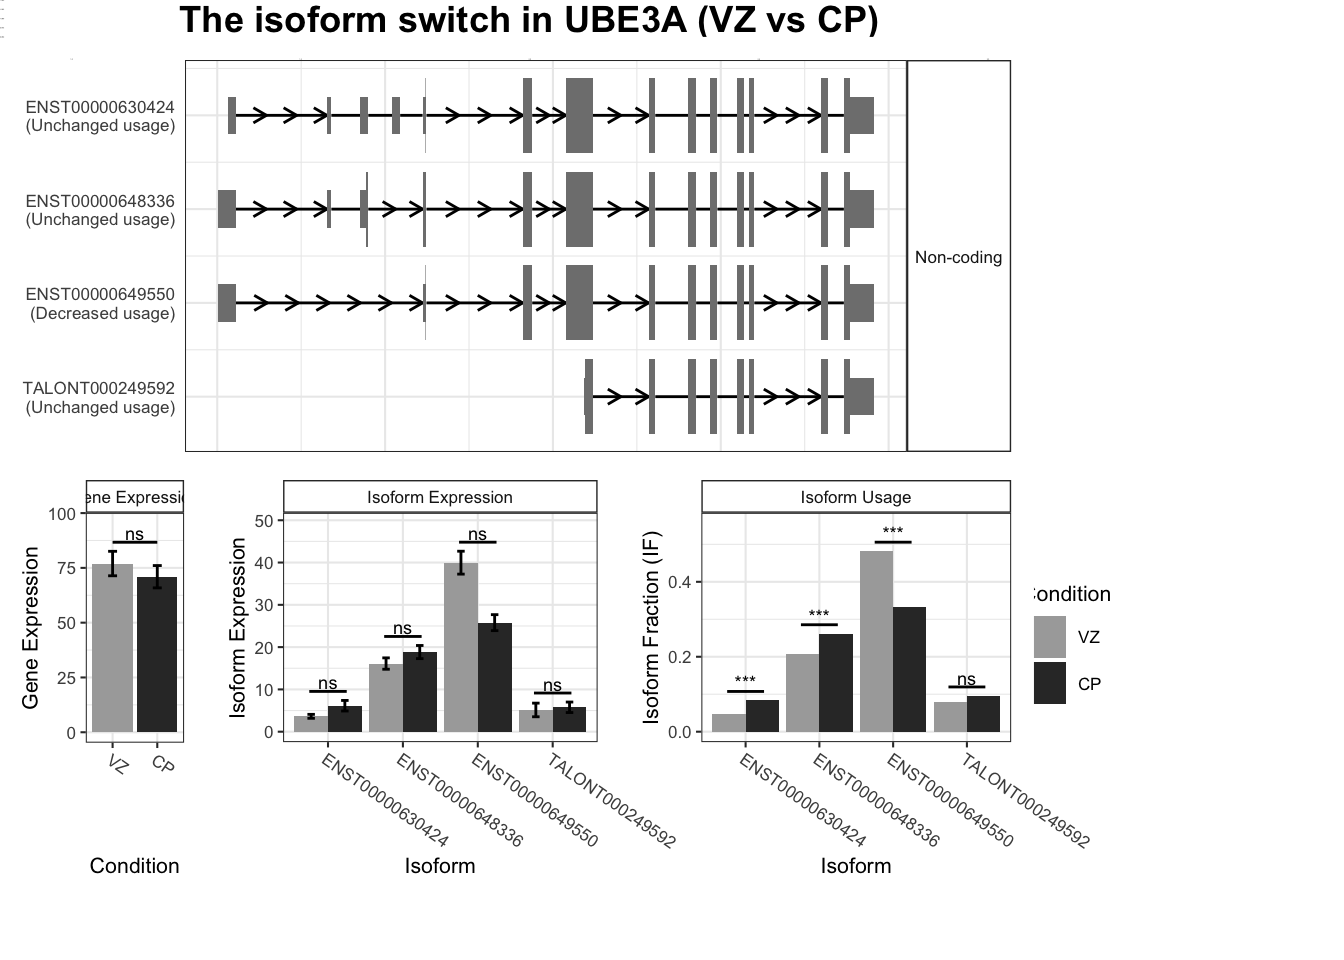 The isoform switch in UBE3A (VZ vs CP)
ENST00000630424
(Unchanged usage)
ENST00000648336
(Unchanged usage)
ENST00000649550
(Decreased usage)
TALONT000249592
(Unchanged usage)
Non-coding
ene Expressi
Gene Expression
100
75
50
25
0
ns
VZ
CP
Condition
Isoform Expression
Isoform Expression
50
40
30
20
10
0
ns
ns
ns
ns
ENST00000630424
ENST00000648336
ENST00000649550
TALONT000249592
Isoform
Isoform Usage
Isoform Fraction (IF)
0.4
0.2
0.0
***
***
***
ns
ENST00000630424
ENST00000648336
ENST00000649550
TALONT000249592
Isoform
ondition
VZ
CP